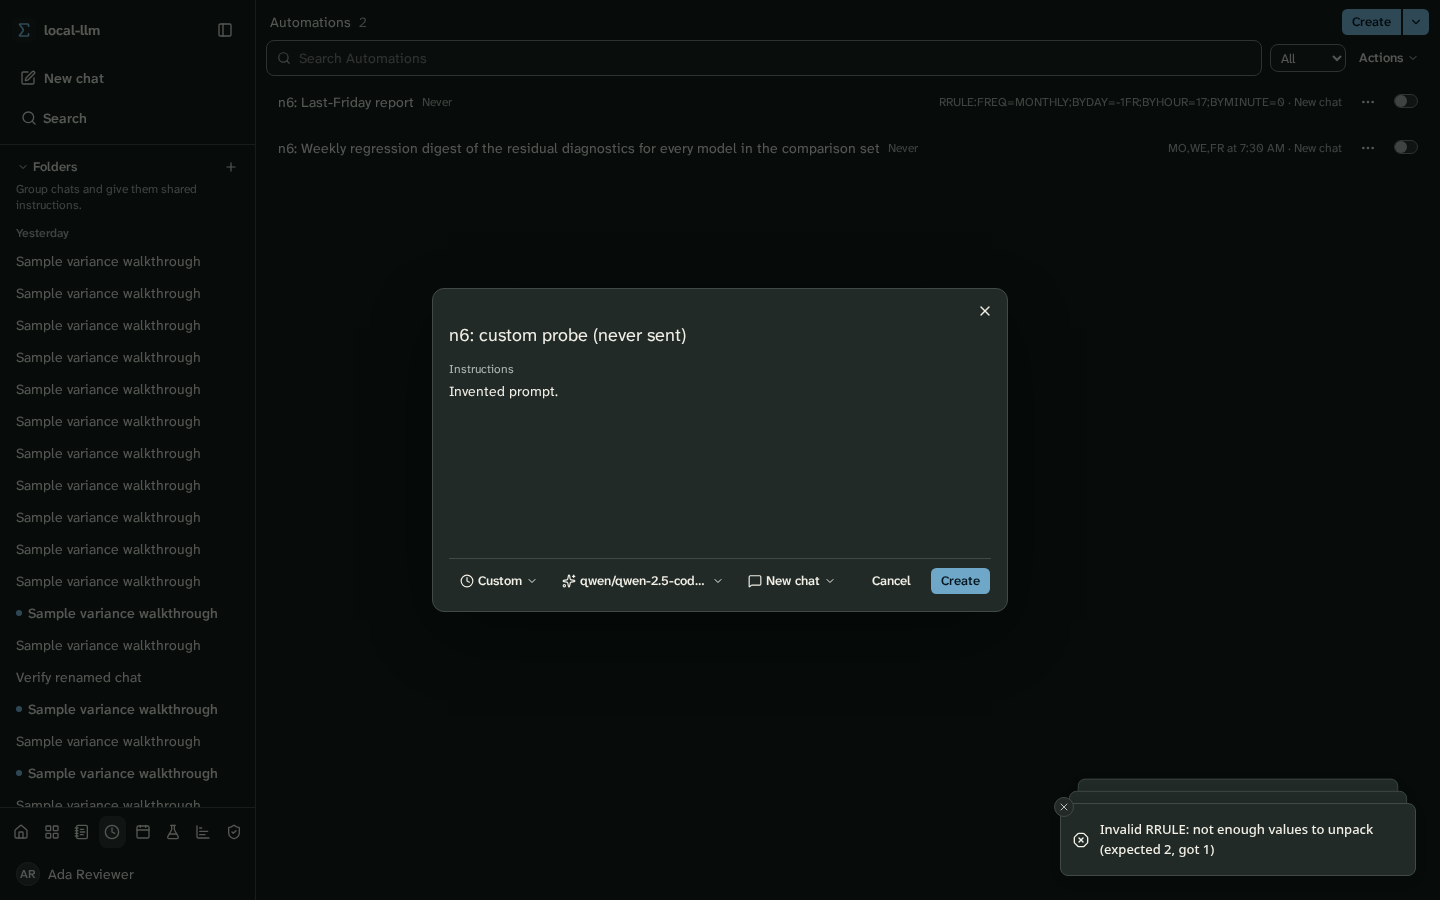 local-llm
New chat
Search
Folders
Group chats and give them shared
instructions.
Yesterday
Sample variance walkthrough
Sample variance walkthrough
Sample variance walkthrough
Sample variance walkthrough
Sample variance walkthrough
Sample variance walkthrough
Sample variance walkthrough
Sample variance walkthrough
Sample variance walkthrough
Sample variance walkthrough
Sample variance walkthrough
Sample variance walkthrough
Sample variance walkthrough
Verify renamed chat
Sample variance walkthrough
Sample variance walkthrough
Sample variance walkthrough
Sample variance walkthrough
AR Ada Reviewer
Automations 2
Create
Search Automations
All
Actions
n6: Last-Friday report Never RRULE:FREQ=MONTHLY;BYDAY=-1FR;BYHOUR=17;BYMINUTE=0 · New chat
n6: Weekly regression digest of the residual diagnostics for every model in the comparison set Never MO,WE,FR at 7:30 AM · New chat
n6: custom probe (never sent)
Instructions
Invented prompt.
Custom qwen/qwen-2.5-cod... New chat Cancel Create
Invalid RRULE: not enough values to unpack
(expected 2, got 1)